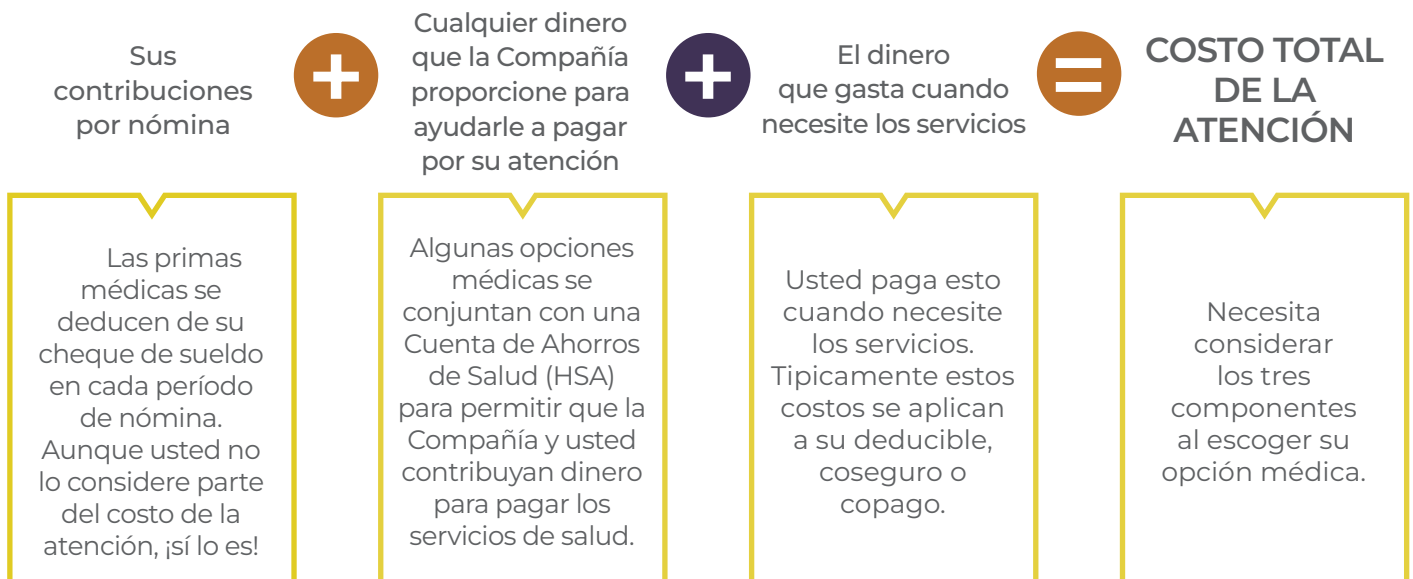 Sus
contribuciones
por nómina
+
Cualquier dinero
que la Compañía
proporcione para
ayudarle a pagar
por su atención
+
El dinero
que gasta cuando
necesite los servicios
=
COSTO TOTAL
DE LA
ATENCIÓN
Las primas
médicas se
deducen de su
cheque de sueldo
en cada período
de nómina.
Aunque usted no
lo considere parte
del costo de la
atención, ¡sí lo es!
Algunas opciones
médicas se
conjuntan con una
Cuenta de Ahorros
de Salud (HSA)
para permitir que la
Compañía y usted
contribuyan dinero
para pagar los
servicios de salud.
Usted paga esto
cuando necesite
los servicios.
Tipicamente estos
costos se aplican
a su deducible,
coseguro o
copago.
Necesita
considerar
los tres
componentes
al escoger su
opción médica.